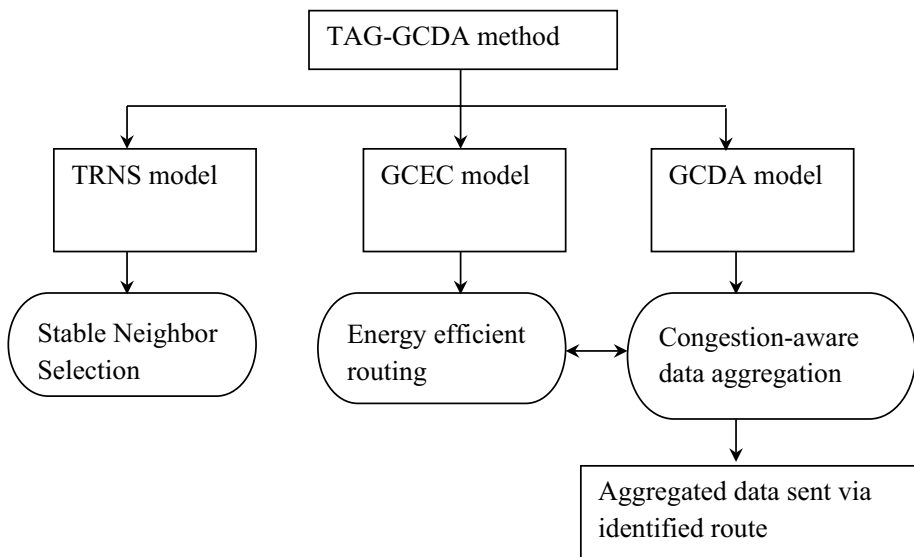 TAG-GCDA method
TRNS model
GCEC model
GCDA model
Stable Neighbor
Selection
Energy efficient
routing
Congestion-aware
data aggregation
Aggregated data sent via
identified route